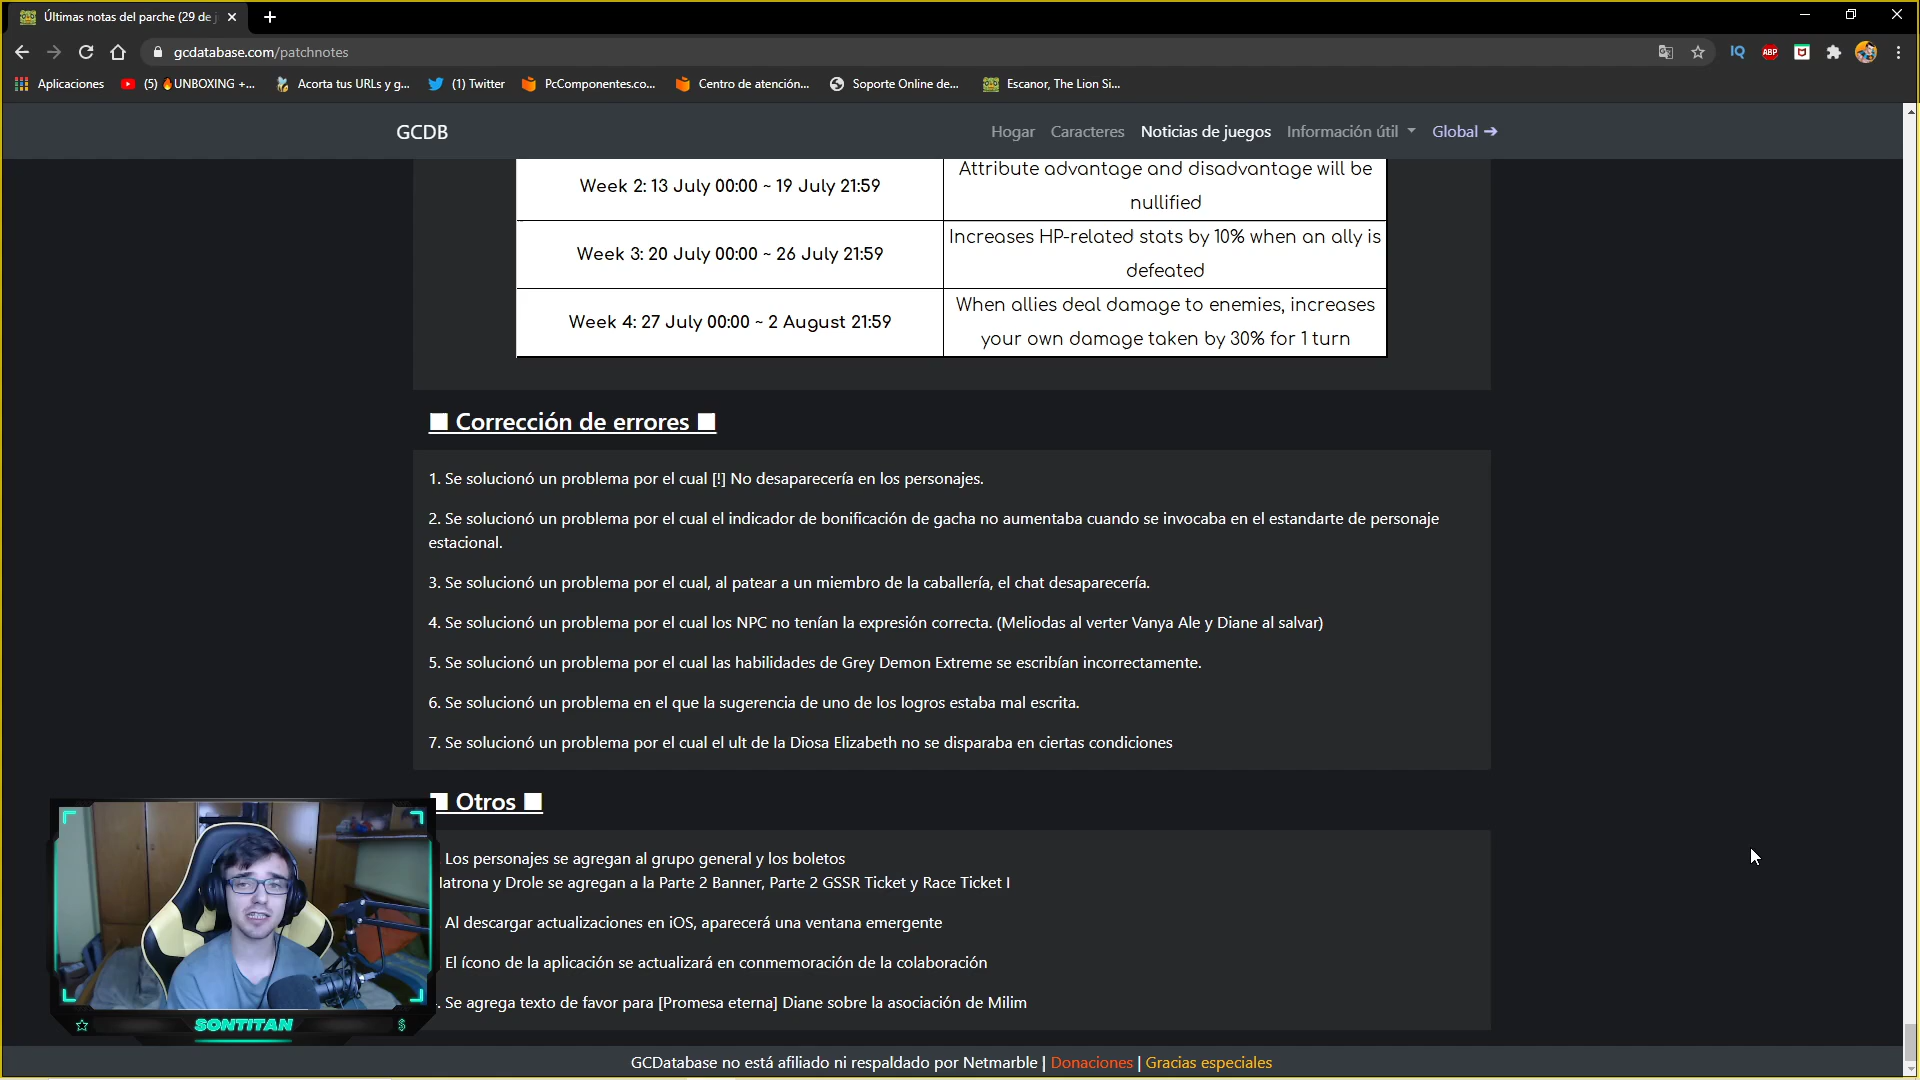 Últimas notas del parche (29 de j
gcdatabase.com/patchnotes
IQ
ABP
Aplicaciones
(5) 🔥UNBOXING +...
Acorta tus URLs y g...
(1) Twitter
PcComponentes.co...
Centro de atención...
Soporte Online de...
Escanor, The Lion Si...
GCDB
Hogar
Caracteres
Noticias de juegos
Información útil
Global ➔
Week 2: 13 July 00:00 ~ 19 July 21:59
Attribute advantage and disadvantage will be
nullified
Week 3: 20 July 00:00 ~ 26 July 21:59
Increases HP-related stats by 10% when an ally is
defeated
Week 4: 27 July 00:00 ~ 2 August 21:59
When allies deal damage to enemies, increases
your own damage taken by 30% for 1 turn
■ Corrección de errores ■
1. Se solucionó un problema por el cual [!] No desaparecería en los personajes.
2. Se solucionó un problema por el cual el indicador de bonificación de gacha no aumentaba cuando se invocaba en el estandarte de personaje
estacional.
3. Se solucionó un problema por el cual, al patear a un miembro de la caballería, el chat desaparecería.
4. Se solucionó un problema por el cual los NPC no tenían la expresión correcta. (Meliodas al verter Vanya Ale y Diane al salvar)
5. Se solucionó un problema por el cual las habilidades de Grey Demon Extreme se escribían incorrectamente.
6. Se solucionó un problema en el que la sugerencia de uno de los logros estaba mal escrita.
7. Se solucionó un problema por el cual el ult de la Diosa Elizabeth no se disparaba en ciertas condiciones
■ Otros ■
Los personajes se agregan al grupo general y los boletos
atrona y Drole se agregan a la Parte 2 Banner, Parte 2 GSSR Ticket y Race Ticket I
Al descargar actualizaciones en iOS, aparecerá una ventana emergente
El ícono de la aplicación se actualizará en conmemoración de la colaboración
. Se agrega texto de favor para [Promesa eterna] Diane sobre la asociación de Milim
SONTITAN
$
GCDatabase no está afiliado ni respaldado por Netmarble | Donaciones | Gracias especiales